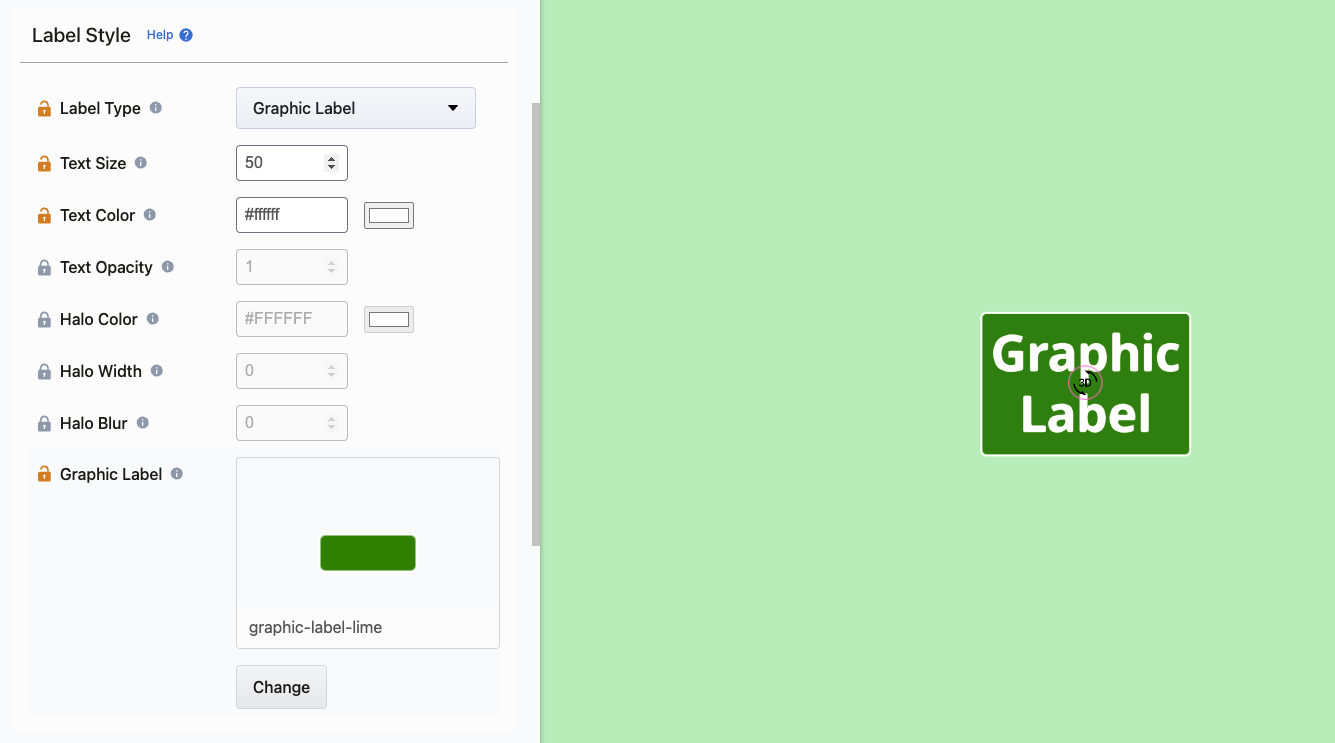 Label Style Help ?
Label Type i Graphic Label
Text Size i 50
Text Color i #ffffff
Text Opacity i 1
Halo Color i #FFFFFF
Halo Width i 0
Halo Blur i 0
Graphic Label i
graphic-label-lime
Change
Graphic
3D
Label